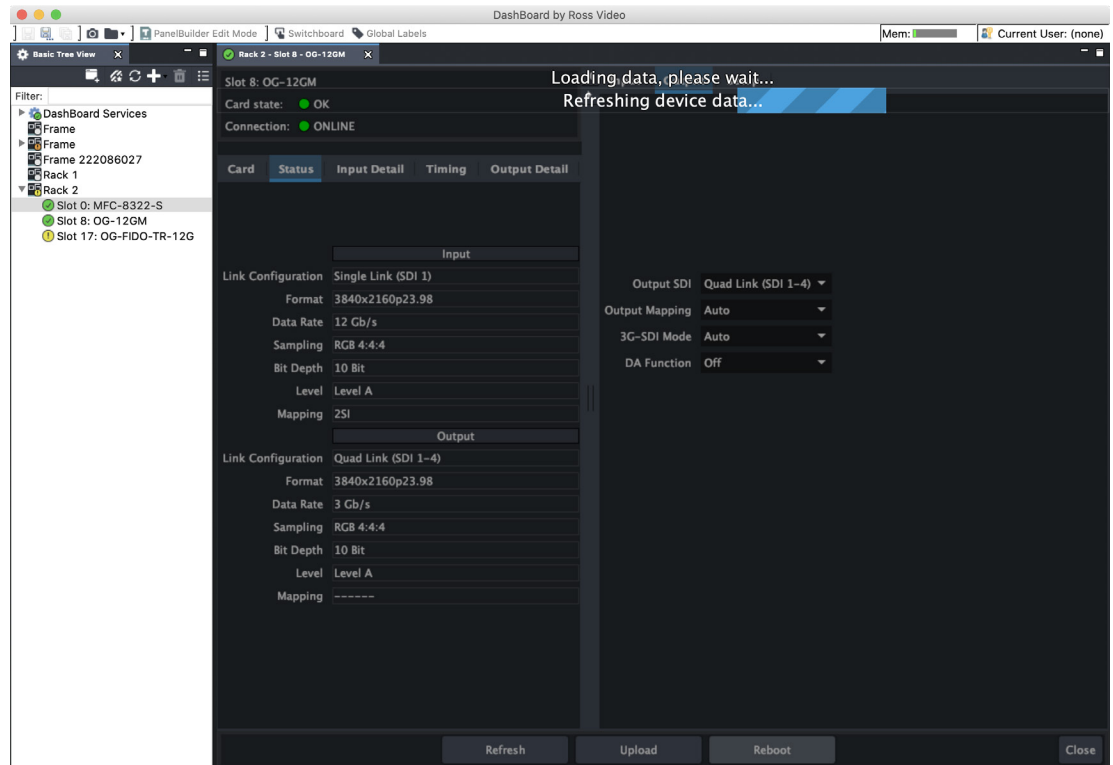 DashBoard by Ross Video
PanelBuilder Edit Mode Switchboard Global Labels Mem: Current User: (none)
Basic Tree View X
Rack 2 - Slot 8 - OG-12GM X
Filter:
DashBoard Services
Frame
Frame
Frame 222086027
Rack 1
Rack 2
Slot 0: MFC-8322-S
Slot 8: OG-12GM
Slot 17: OG-FIDO-TR-12G
Slot 8: OG-12GM
Card state: OK
Connection: ONLINE
Loading data, please wait...
Refreshing device data...
Card Status Input Detail Timing Output Detail
Input
Link Configuration Single Link (SDI 1)
Format 3840x2160p23.98
Data Rate 12 Gb/s
Sampling RGB 4:4:4
Bit Depth 10 Bit
Level Level A
Mapping 2SI
Output
Link Configuration Quad Link (SDI 1-4)
Format 3840x2160p23.98
Data Rate 3 Gb/s
Sampling RGB 4:4:4
Bit Depth 10 Bit
Level Level A
Mapping ------
Output SDI Quad Link (SDI 1-4)
Output Mapping Auto
3G-SDI Mode Auto
DA Function Off
Refresh Upload Reboot Close